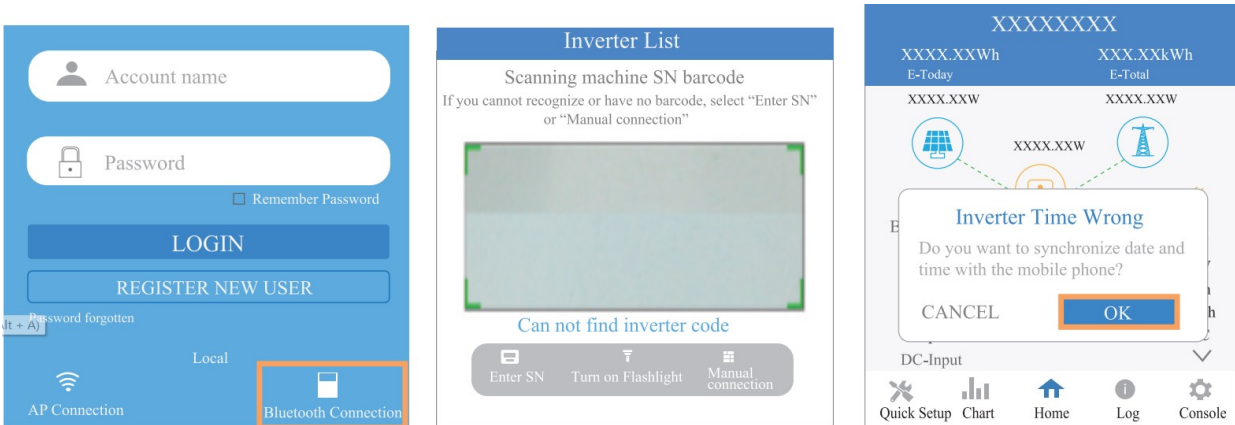 Account name
Password
Remember Password
LOGIN
REGISTER NEW USER
Password forgotten
lt + A)
Local
AP Connection
Bluetooth Connection
Inverter List
Scanning machine SN barcode
If you cannot recognize or have no barcode, select “Enter SN”
or “Manual connection”
Can not find inverter code
Enter SN
Turn on Flashlight
Manual
connection
XXXXXXXX
XXXX.XXWh XXX.XXkWh
E-Today E-Total
XXXX.XXW XXXX.XXW
XXXX.XXW
E
Inverter Time Wrong
Do you want to synchronize date and
time with the mobile phone?
CANCEL OK
h
DC-Input
Quick Setup Chart Home Log Console